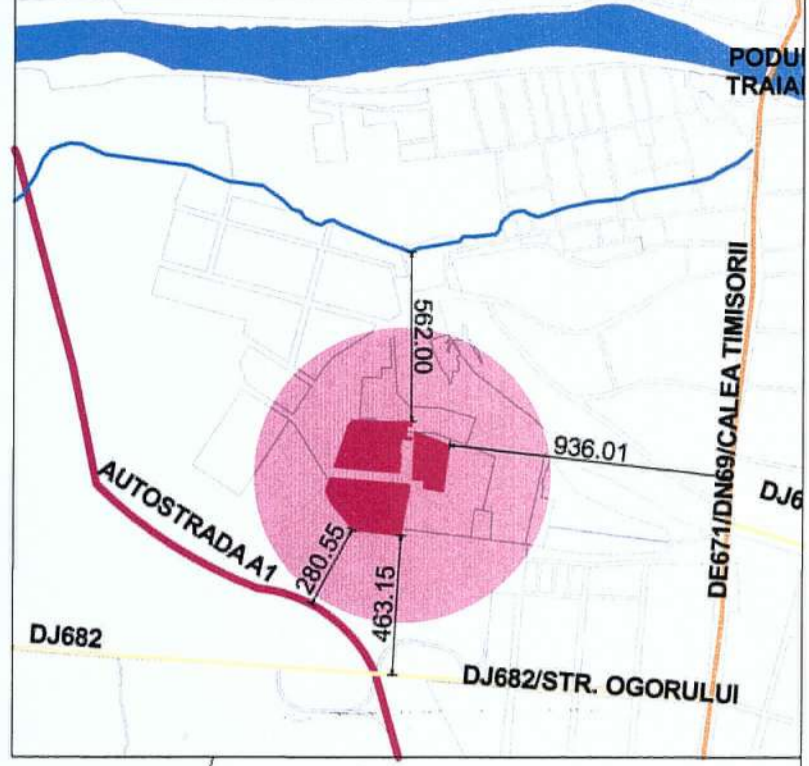 PODU
TRAIA
562.00
DE671/DN69/CALEA TIMISORII
936.01
DJ6
AUTOSTRADA A1
280.55
463.15
DJ682
DJ682/STR. OGORULUI